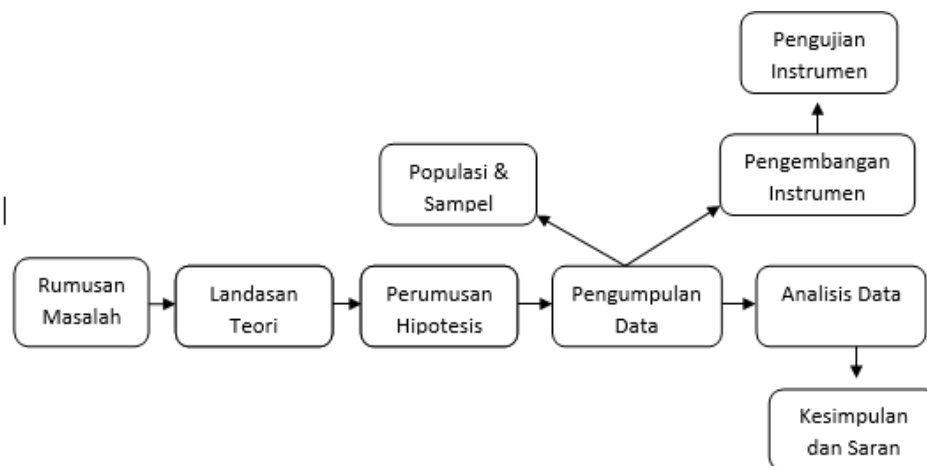 Pengujian
Instrumen
Populasi &
Sampel
Pengembangan
Instrumen
Rumusan
Masalah
Landasan
Teori
Perumusan
Hipotesis
Pengumpulan
Data
Analisis Data
Kesimpulan
dan Saran